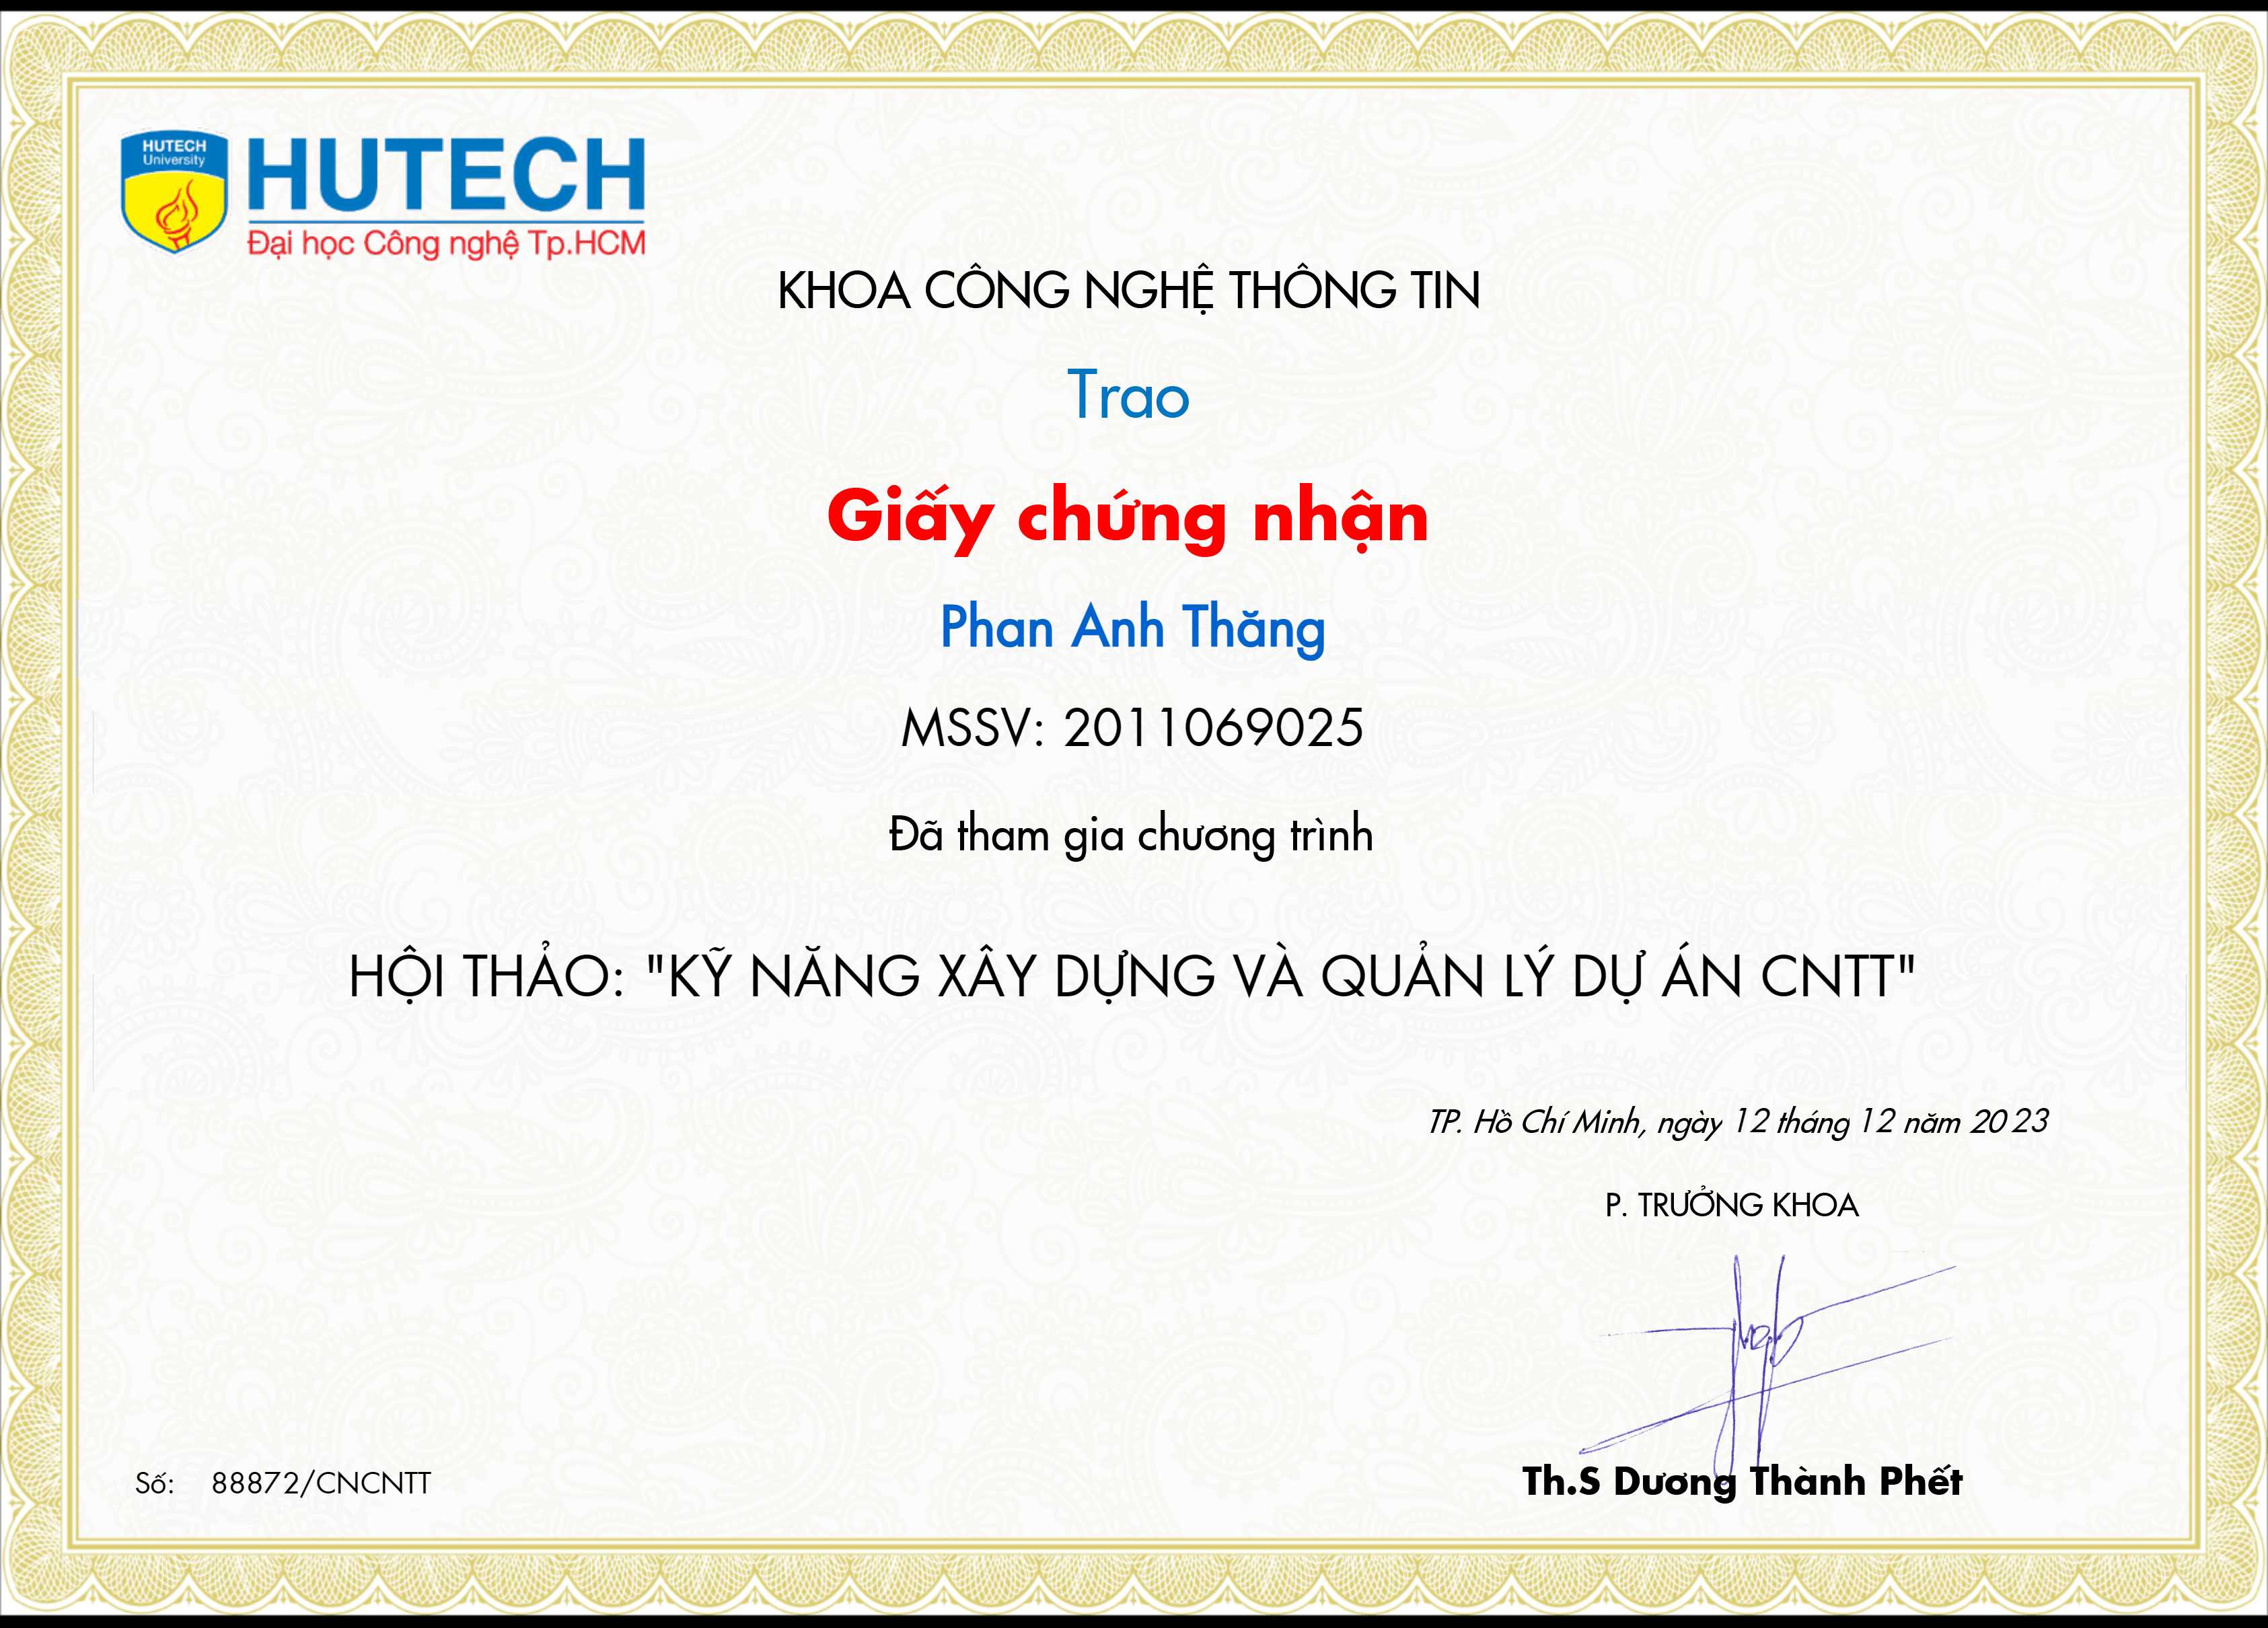 HUTECH
University
HUTECH
Đại học Công nghệ Tp.HCM
KHOA CÔNG NGHỆ THÔNG TIN
Trao
Giấy chứng nhận
Phan Anh Thăng
MSSV: 2011069025
Đã tham gia chương trình
HỘI THẢO: "KỸ NĂNG XÂY DỰNG VÀ QUẢN LÝ DỰ ÁN CNTT"
TP. Hồ Chí Minh, ngày 12 tháng 12 năm 2023
P. TRƯỞNG KHOA
Th.S Dương Thành Phết
Số: 88872/CNCNTT